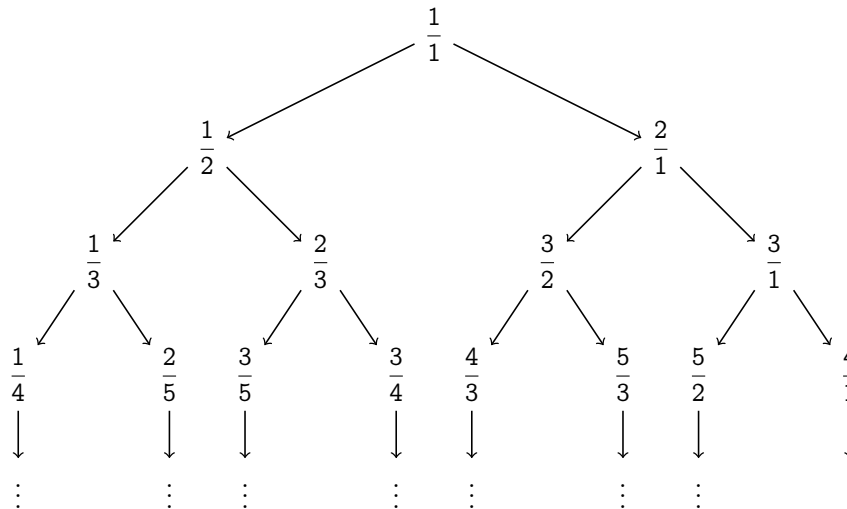 1/1
1/2 2/1
1/3 2/3 3/2 3/1
1/4 2/5 3/5 3/4 4/3 5/3 5/2
⋮ ⋮ ⋮ ⋮ ⋮ ⋮ ⋮